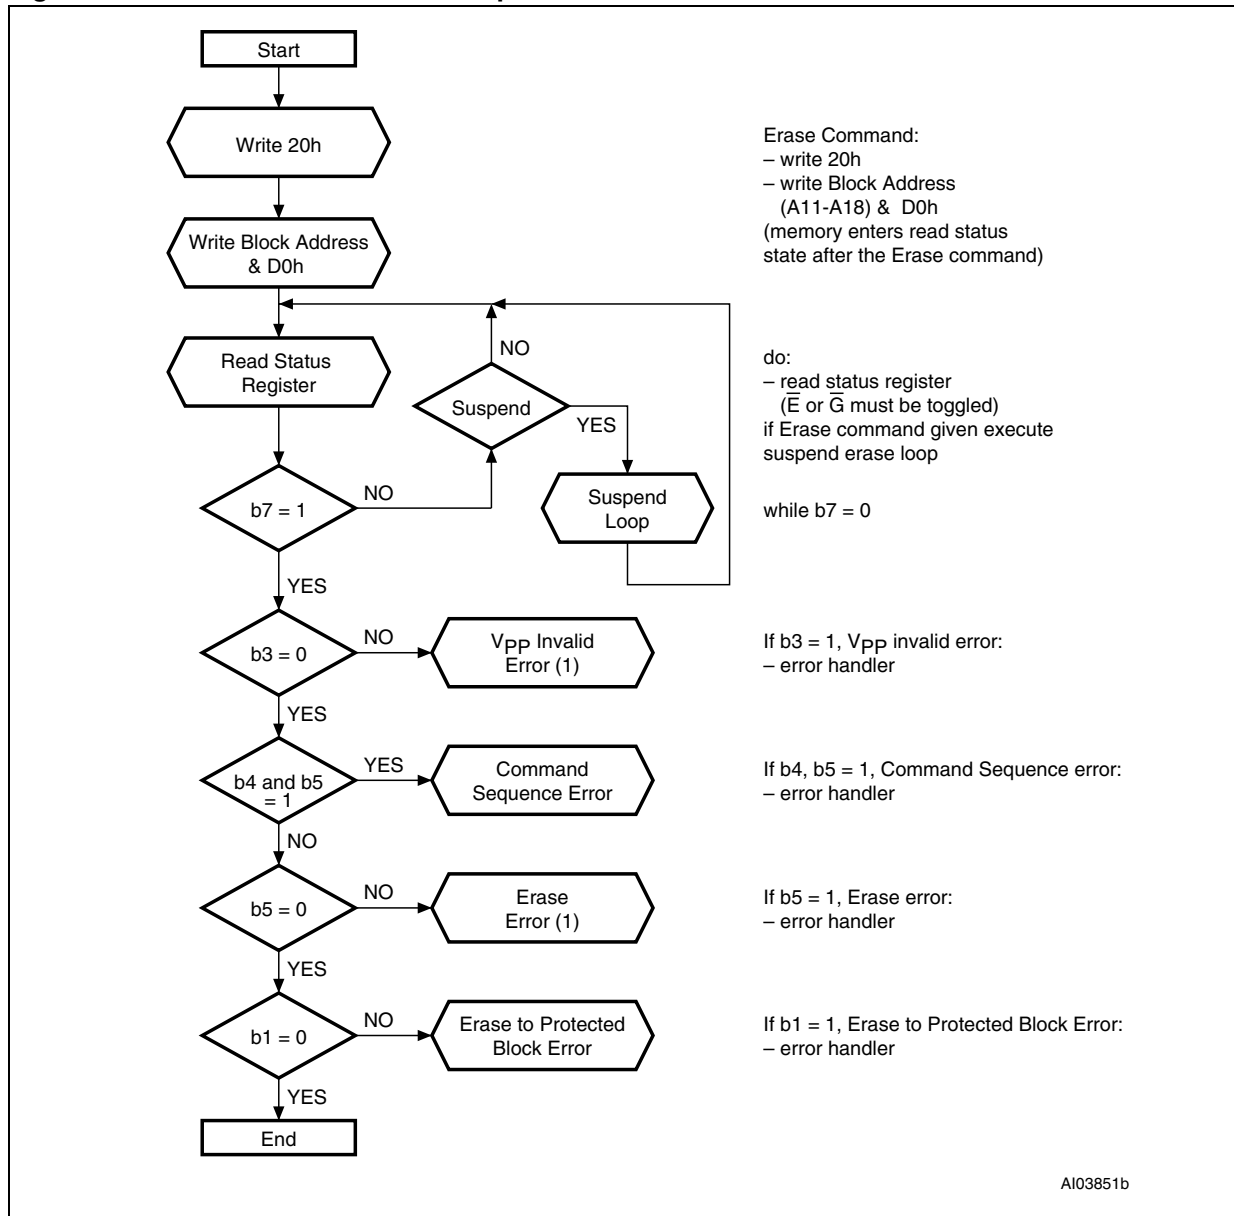 Start
Write 20h
Erase Command:
– write 20h
– write Block Address
(A11-A18) & D0h
(memory enters read status
state after the Erase command)
Write Block Address
& D0h
Read Status
Register
NO
Suspend
YES
do:
– read status register
(E̅ or G̅ must be toggled)
if Erase command given execute
suspend erase loop
while b7 = 0
b7 = 1
NO
Suspend
Loop
YES
b3 = 0
NO
VPP Invalid
Error (1)
If b3 = 1, VPP invalid error:
– error handler
YES
b4 and b5
= 1
YES
Command
Sequence Error
If b4, b5 = 1, Command Sequence error:
– error handler
NO
b5 = 0
NO
Erase
Error (1)
If b5 = 1, Erase error:
– error handler
YES
b1 = 0
NO
Erase to Protected
Block Error
If b1 = 1, Erase to Protected Block Error:
– error handler
YES
End
AI03851b